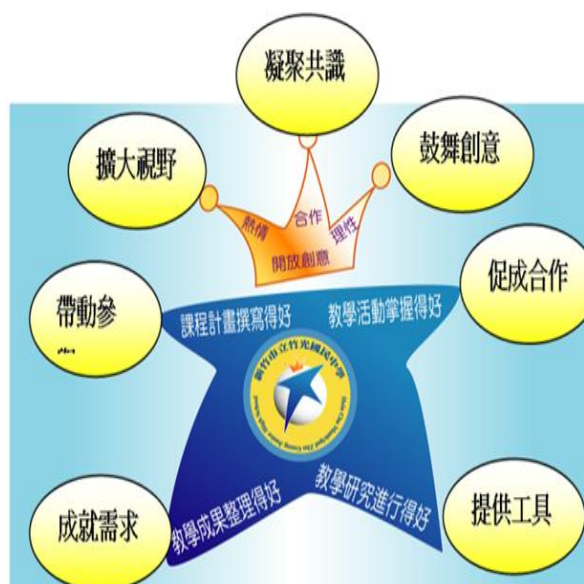 凝聚共識
擴大視野
鼓舞創意
熱情
合作
理性
開放創意
帶動參
促成合作
課程計畫撰寫得好
教學活動掌握得好
新竹市立竹光國民中學
成就需求
教學成果整理得好
教學研究進行得好
提供工具